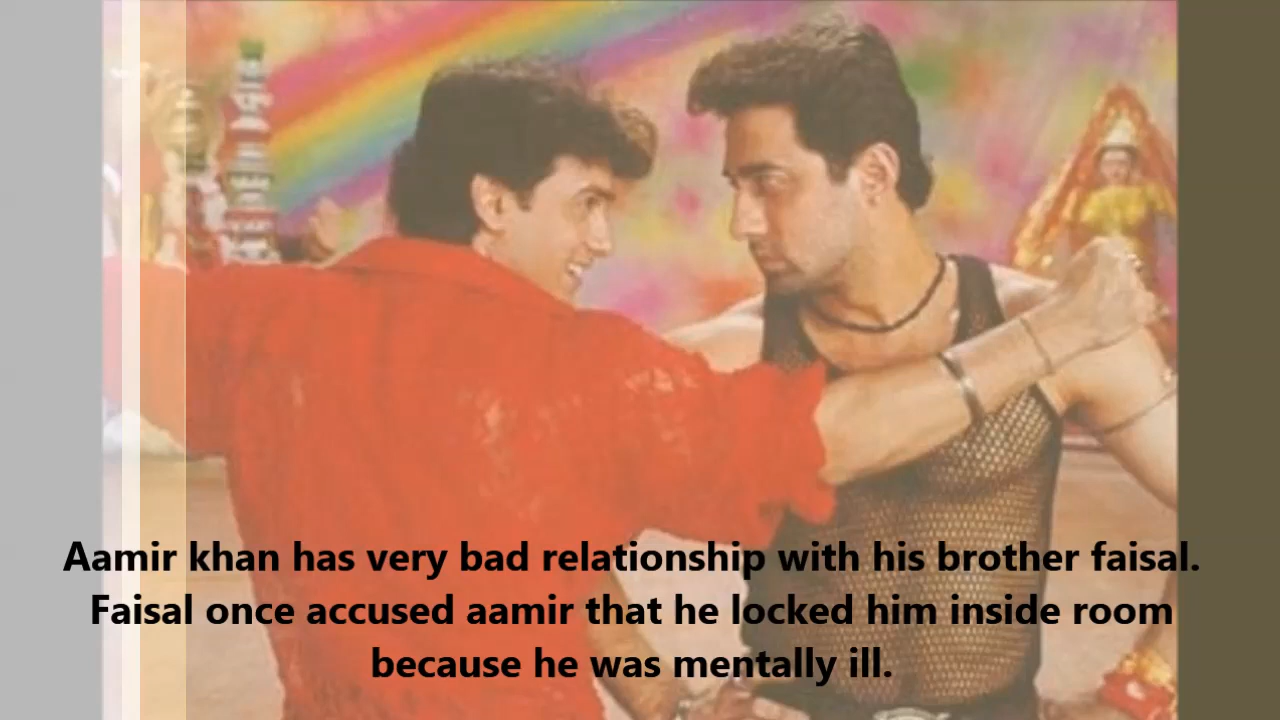 Aamir khan has very bad relationship with his brother faisal.
Faisal once accused aamir that he locked him inside room
because he was mentally ill.